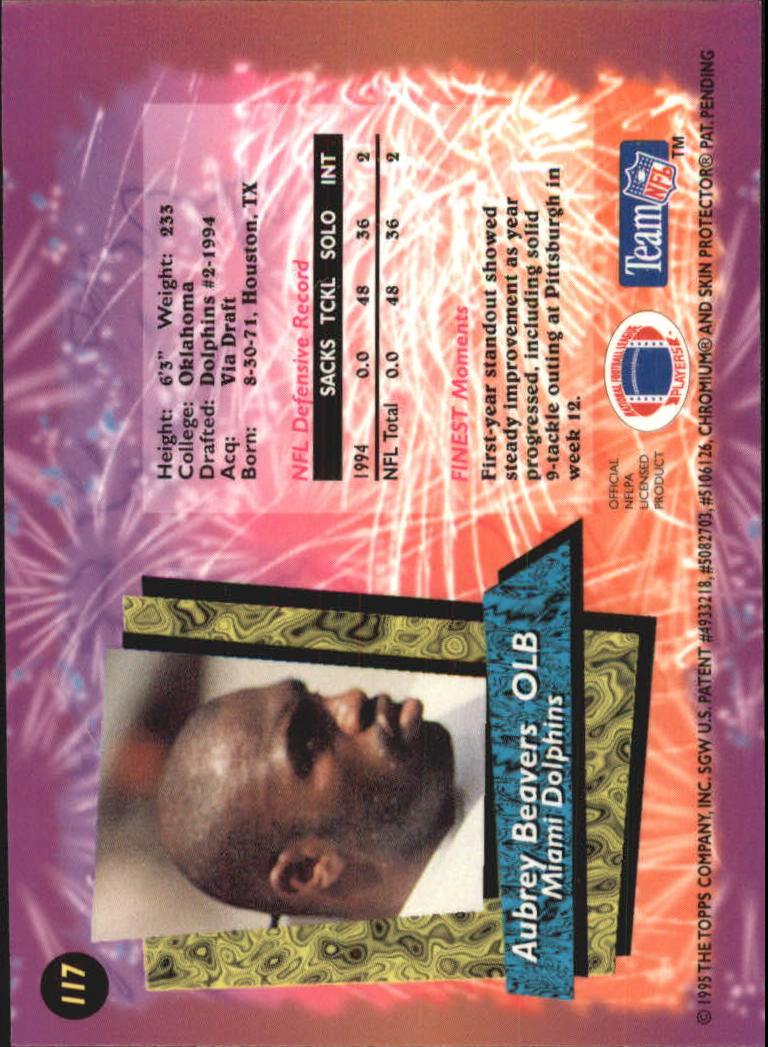 117
Aubrey Beavers OLB
Miami Dolphins
Height: 6'3" Weight: 233
College: Oklahoma
Drafted: Dolphins #2-1994
Acq: Via Draft
Born: 8-30-71, Houston, TX
NFL Defensive Record
SACKS TCKL SOLO INT
1994 0.0 48 36 2
NFL Total 0.0 48 36 2
FINEST Moments
First-year standout showed
steady improvement as year
progressed, including solid
9-tackle outing at Pittsburgh in
week 12.
OFFICIAL
NFLPA
LICENSED
PRODUCT
NATIONAL FOOTBALL LEAGUE
PLAYERS
Team NFL TM
© 1995 THE TOPPS COMPANY, INC. SGW U.S. PATENT #4933218, #5082703, #5106126, CHROMIUM® AND SKIN PROTECTOR® PAT. PENDING